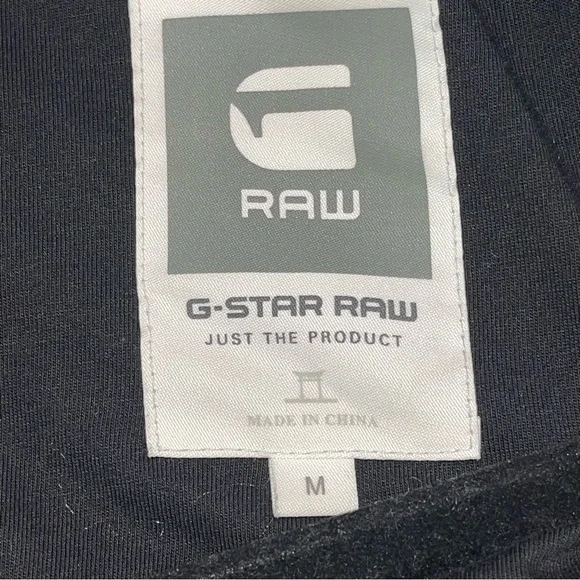 RAW
G-STAR RAW
JUST THE PRODUCT
MADE IN CHINA
M